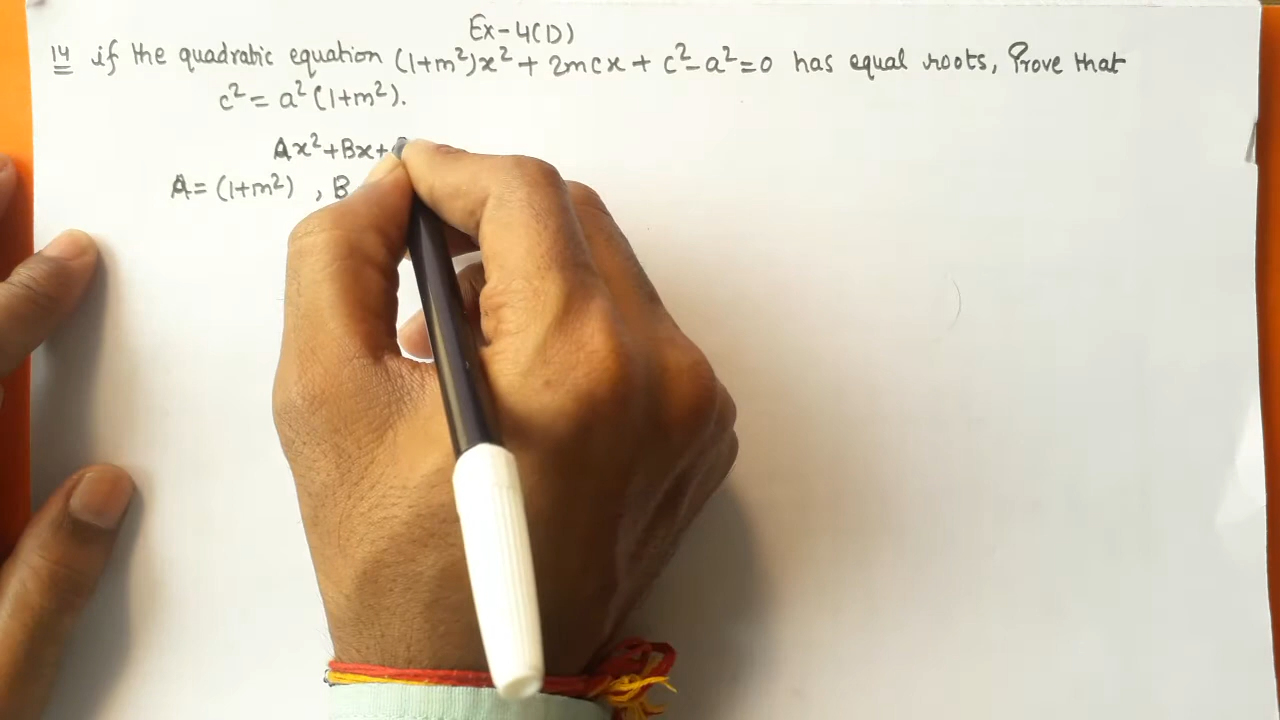 Ex-4(D)
14 if the quadratic equation (1+m²)x² + 2mcx + c²-a²=0 has equal roots, Prove that
c² = a² (1+m²).
Ax²+Bx+
A = (1+m²) , B